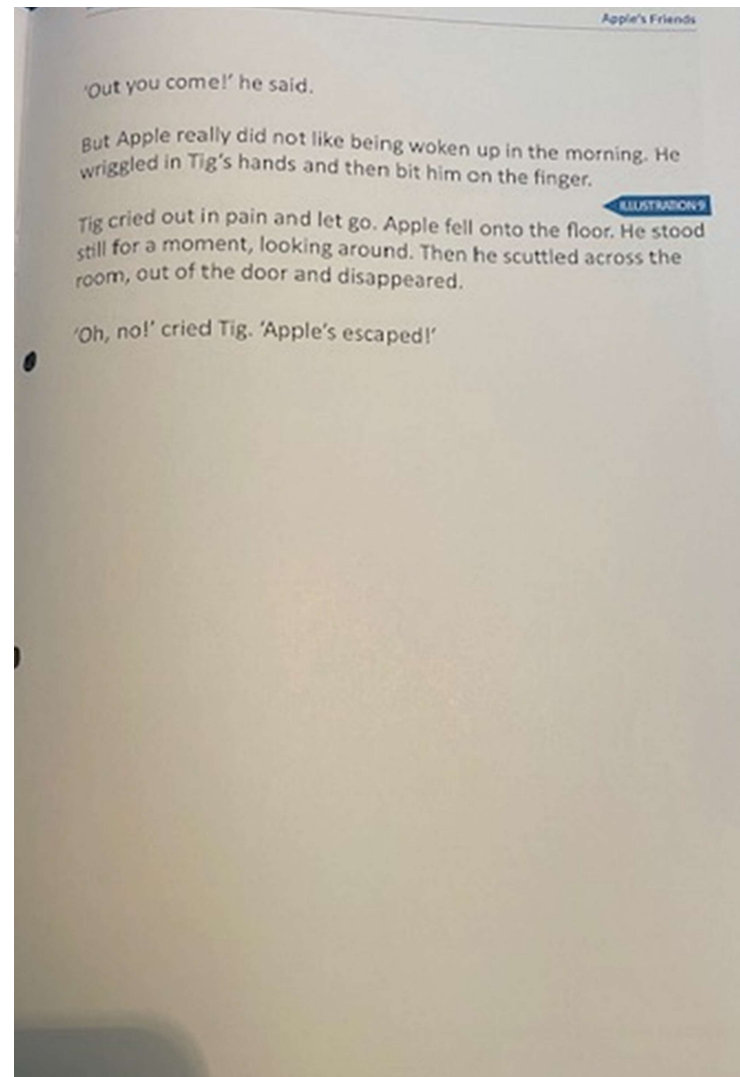 Apple's Friends
'Out you come!' he said.
But Apple really did not like being woken up in the morning. He
wriggled in Tig's hands and then bit him on the finger.
ILLUSTRATION 9
Tig cried out in pain and let go. Apple fell onto the floor. He stood
still for a moment, looking around. Then he scuttled across the
room, out of the door and disappeared.
'Oh, no!' cried Tig. 'Apple's escaped!'